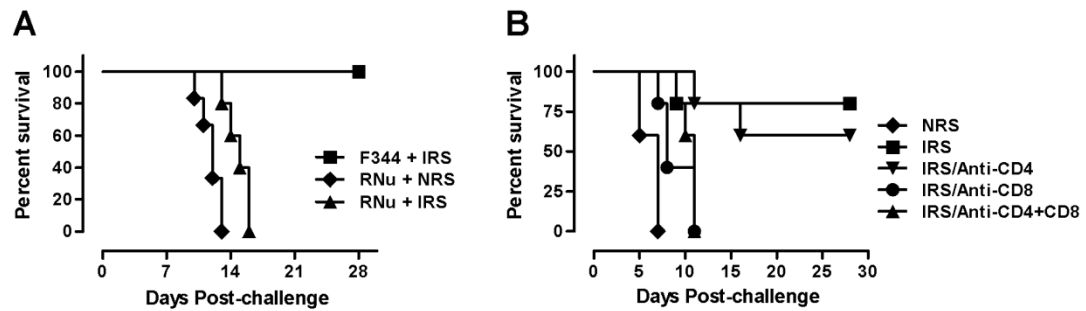 A
Percent survival
100
80
60
40
20
0
0 7 14 21 28
Days Post-challenge
F344 + IRS
RNu + NRS
RNu + IRS
B
Percent survival
100
75
50
25
0
0 5 10 15 20 25 30
Days Post-challenge
NRS
IRS
IRS/Anti-CD4
IRS/Anti-CD8
IRS/Anti-CD4+CD8